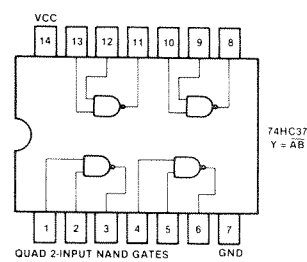 VCC
14 13 12 11 10 9 8
74HC37
Y = A̅B̅
1 2 3 4 5 6 7
QUAD 2-INPUT NAND GATES GND